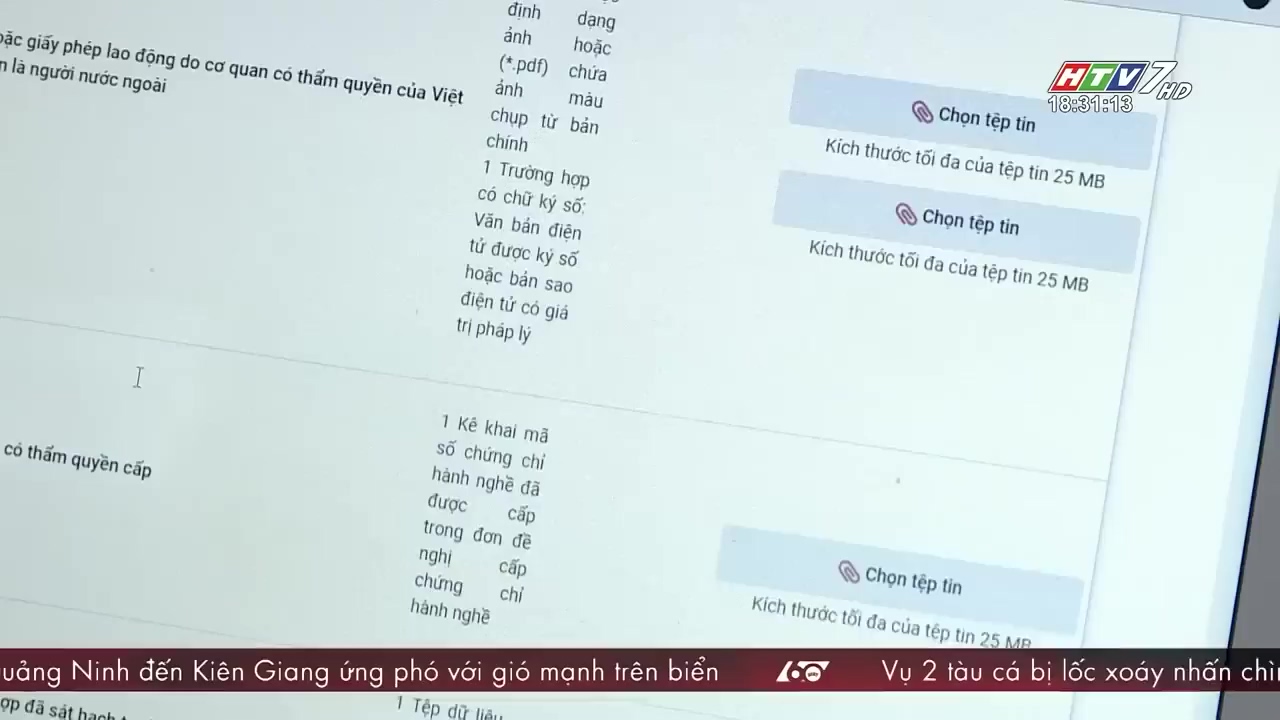 định dạng
ảnh hoặc
(*.pdf) chứa
ảnh màu
chụp từ bản
chính
giấy phép lao động do cơ quan có thẩm quyền của Việt
là người nước ngoài
1 Trường hợp
có chữ ký số:
Văn bản điện
tử được ký số
hoặc bản sao
điện tử có giá
trị pháp lý
HTV7 HD
18:31:13
Chọn tệp tin
Kích thước tối đa của tệp tin 25 MB
Chọn tệp tin
Kích thước tối đa của tệp tin 25 MB
có thẩm quyền cấp
1 Kê khai mã
số chứng chỉ
hành nghề đã
được cấp
trong đơn đề
nghị cấp
chứng chỉ
hành nghề
Chọn tệp tin
Kích thước tối đa của tệp tin 25 MB
Ninh đến Kiên Giang ứng phó với gió mạnh trên biển
60 giây
Vụ 2 tàu cá bị lốc xoáy nhấn
đã sát hạch
1 Tệp dữ liệu